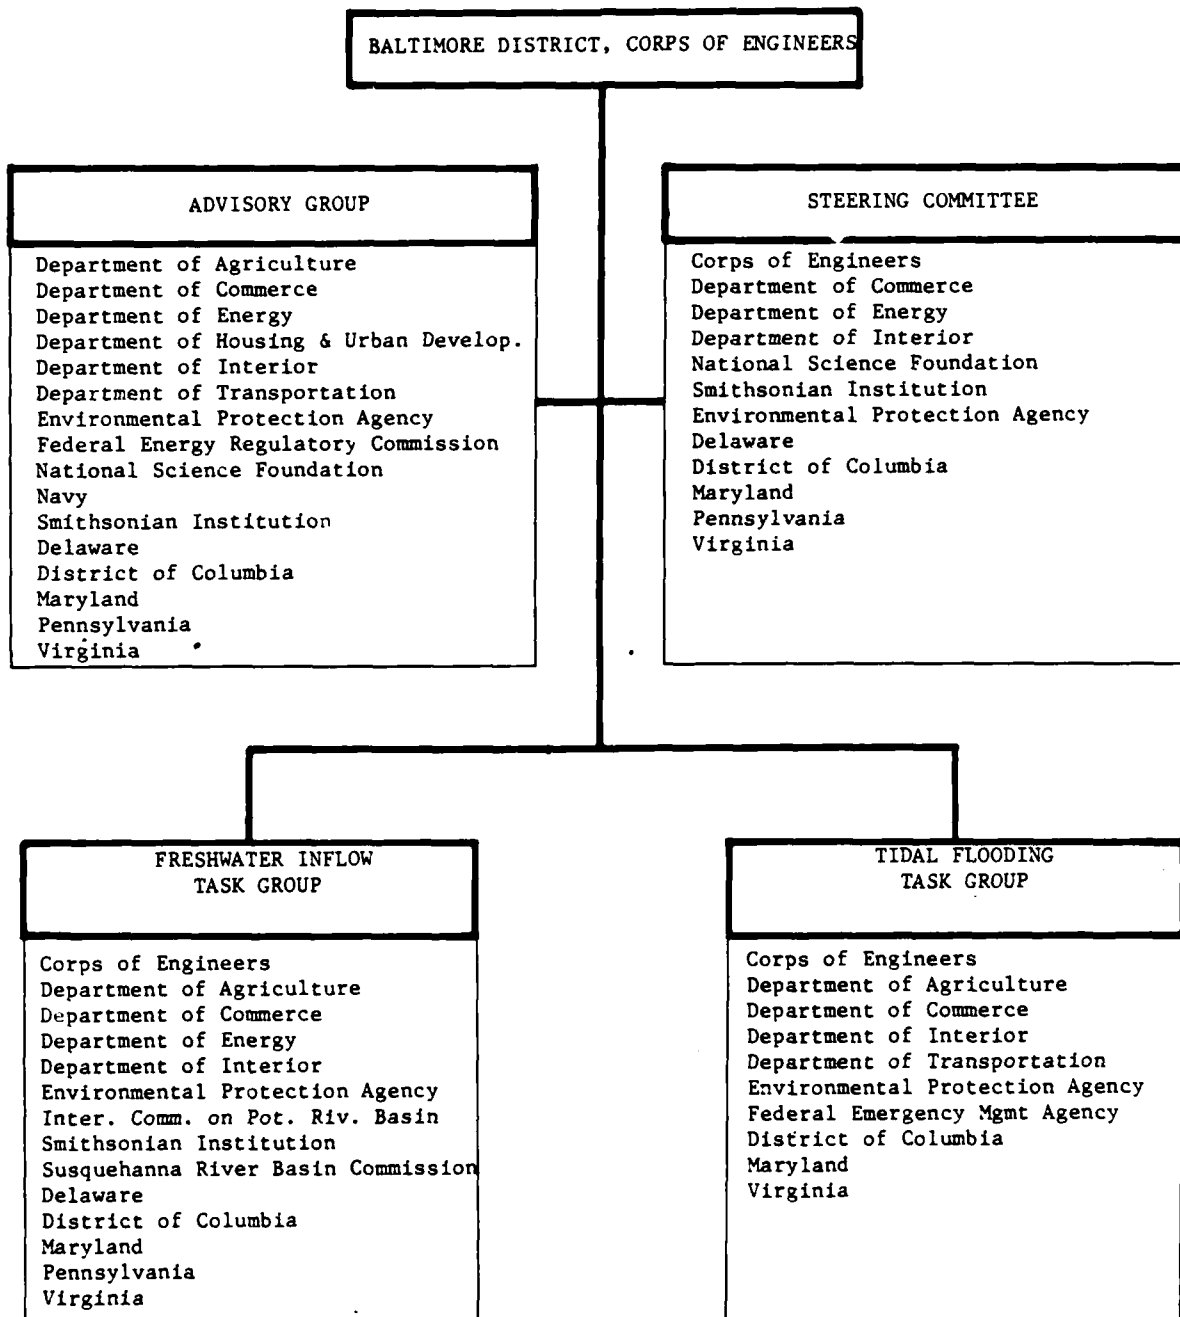 BALTIMORE DISTRICT, CORPS OF ENGINEERS
ADVISORY GROUP
Department of Agriculture
Department of Commerce
Department of Energy
Department of Housing & Urban Develop.
Department of Interior
Department of Transportation
Environmental Protection Agency
Federal Energy Regulatory Commission
National Science Foundation
Navy
Smithsonian Institution
Delaware
District of Columbia
Maryland
Pennsylvania
Virginia
STEERING COMMITTEE
Corps of Engineers
Department of Commerce
Department of Energy
Department of Interior
National Science Foundation
Smithsonian Institution
Environmental Protection Agency
Delaware
District of Columbia
Maryland
Pennsylvania
Virginia
FRESHWATER INFLOW
TASK GROUP
Corps of Engineers
Department of Agriculture
Department of Commerce
Department of Energy
Department of Interior
Environmental Protection Agency
Inter. Comm. on Pot. Riv. Basin
Smithsonian Institution
Susquehanna River Basin Commission
Delaware
District of Columbia
Maryland
Pennsylvania
Virginia
TIDAL FLOODING
TASK GROUP
Corps of Engineers
Department of Agriculture
Department of Commerce
Department of Interior
Department of Transportation
Environmental Protection Agency
Federal Emergency Mgmt Agency
District of Columbia
Maryland
Virginia